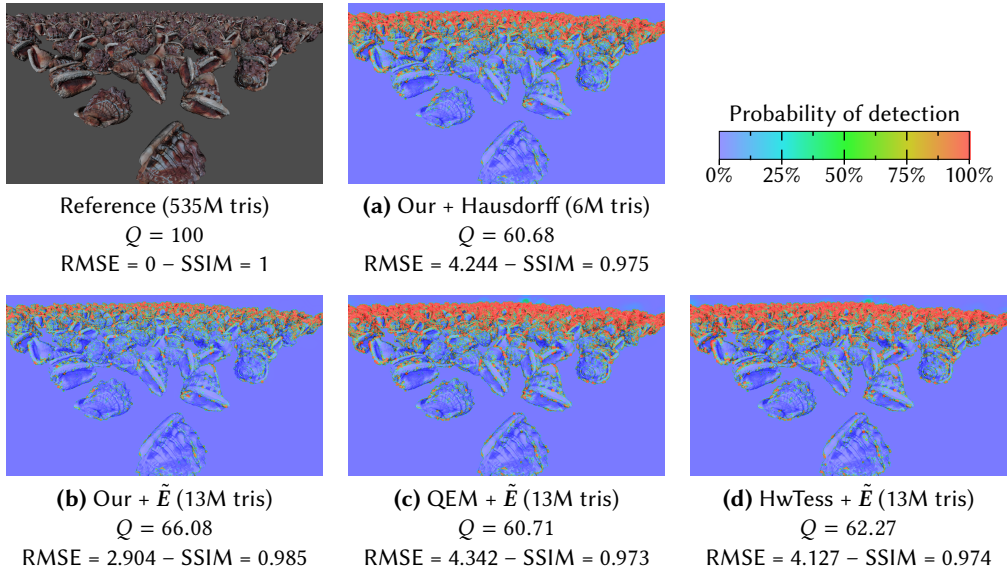 Reference (535M tris)
Q = 100
RMSE = 0 – SSIM = 1
(a) Our + Hausdorff (6M tris)
Q = 60.68
RMSE = 4.244 – SSIM = 0.975
Probability of detection
0% 25% 50% 75% 100%
(b) Our + Ẽ (13M tris)
Q = 66.08
RMSE = 2.904 – SSIM = 0.985
(c) QEM + Ẽ (13M tris)
Q = 60.71
RMSE = 4.342 – SSIM = 0.973
(d) HwTess + Ẽ (13M tris)
Q = 62.27
RMSE = 4.127 – SSIM = 0.974